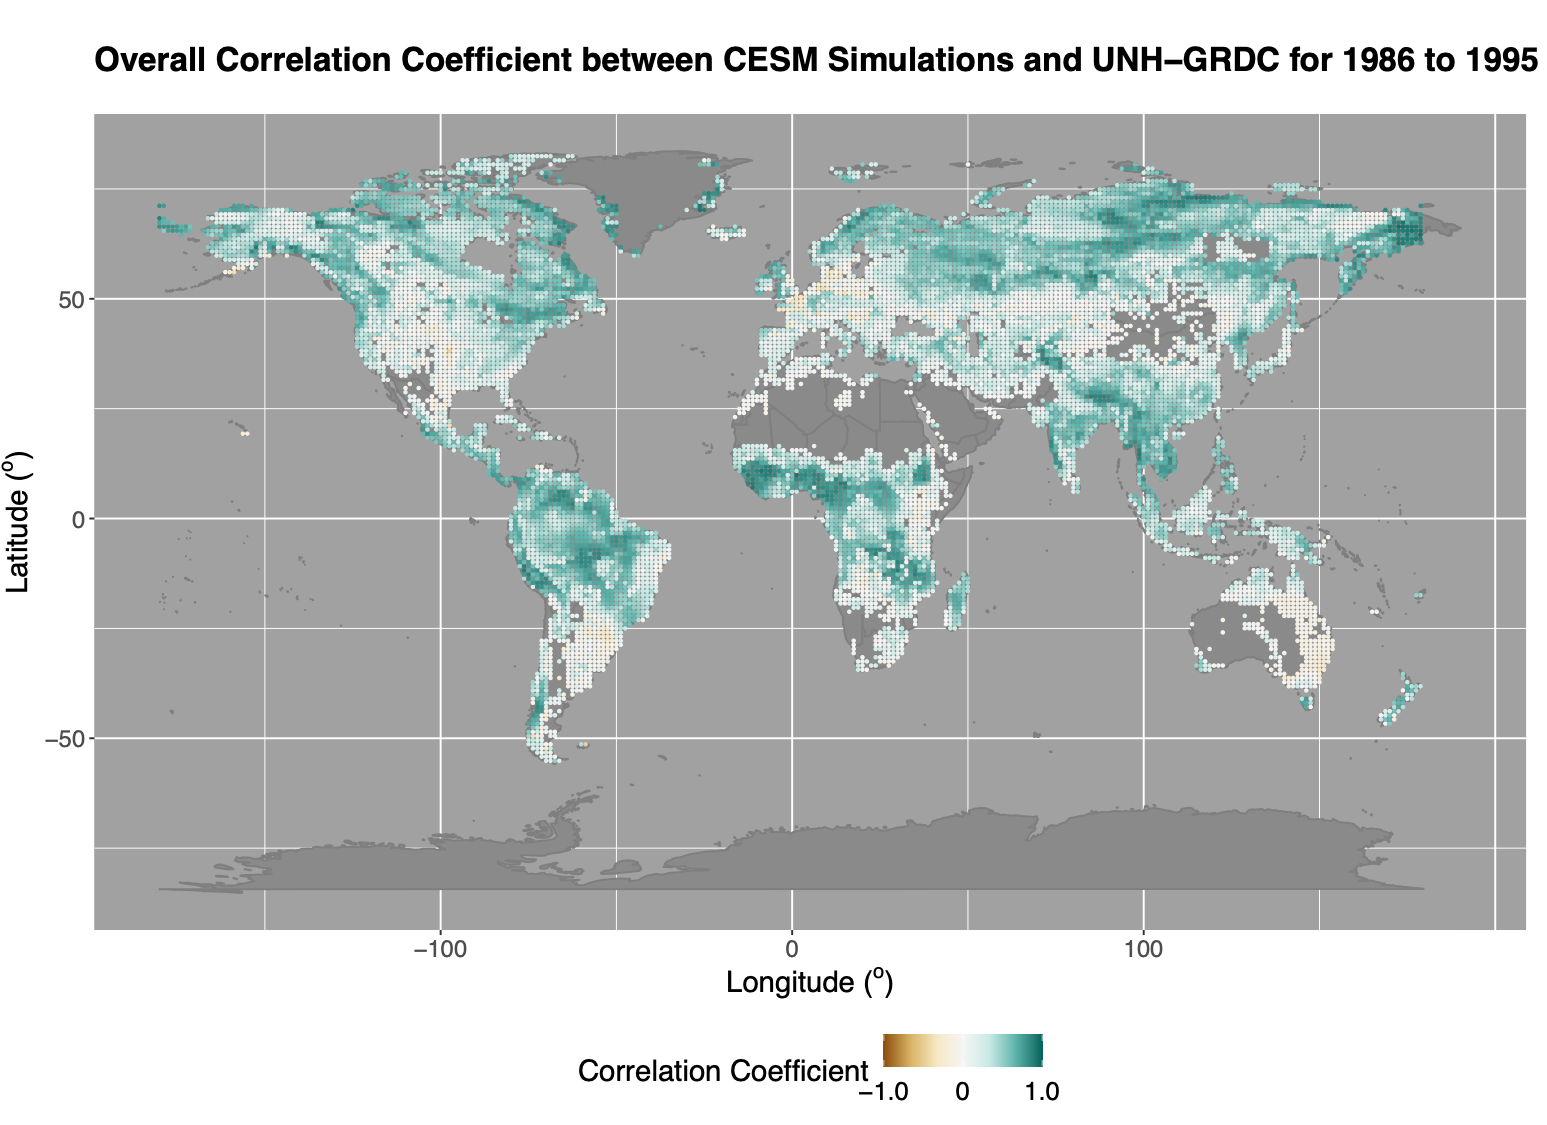 Overall Correlation Coefficient between CESM Simulations and UNH−GRDC for 1986 to 1995
50
0
−50
Latitude (o)
−100
0
100
Longitude (o)
Correlation Coefficient
−1.0
0
1.0